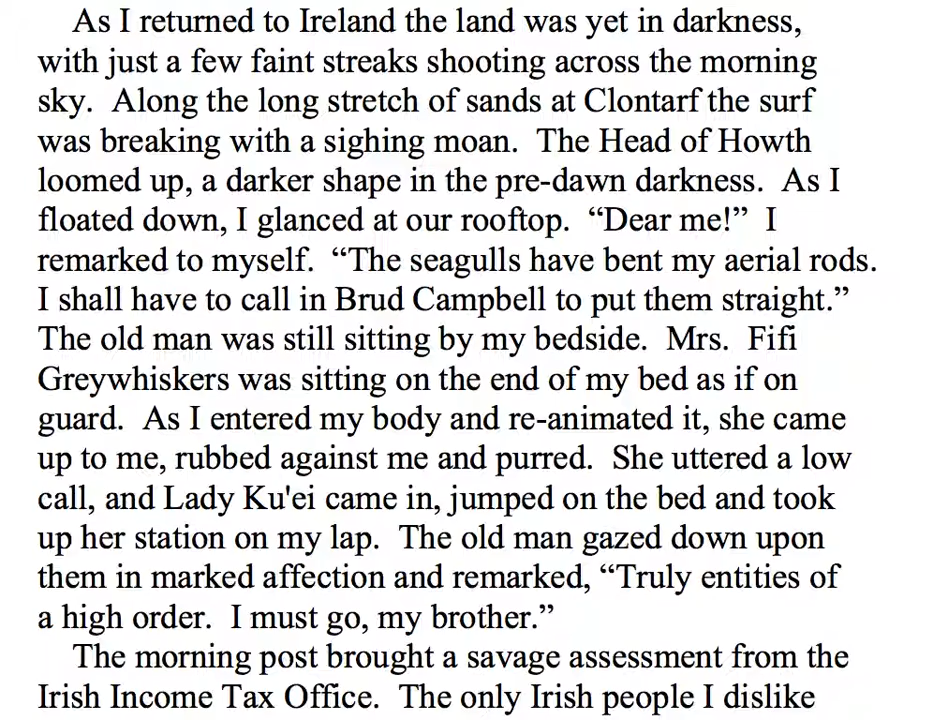 As I returned to Ireland the land was yet in darkness,
with just a few faint streaks shooting across the morning
sky.  Along the long stretch of sands at Clontarf the surf
was breaking with a sighing moan.  The Head of Howth
loomed up, a darker shape in the pre-dawn darkness.  As I
floated down, I glanced at our rooftop.  “Dear me!”  I
remarked to myself.  “The seagulls have bent my aerial rods.
I shall have to call in Brud Campbell to put them straight.”
The old man was still sitting by my bedside.  Mrs.  Fifi
Greywhiskers was sitting on the end of my bed as if on
guard.  As I entered my body and re-animated it, she came
up to me, rubbed against me and purred.  She uttered a low
call, and Lady Ku'ei came in, jumped on the bed and took
up her station on my lap.  The old man gazed down upon
them in marked affection and remarked, “Truly entities of
a high order.  I must go, my brother.”
The morning post brought a savage assessment from the
Irish Income Tax Office.  The only Irish people I dislike